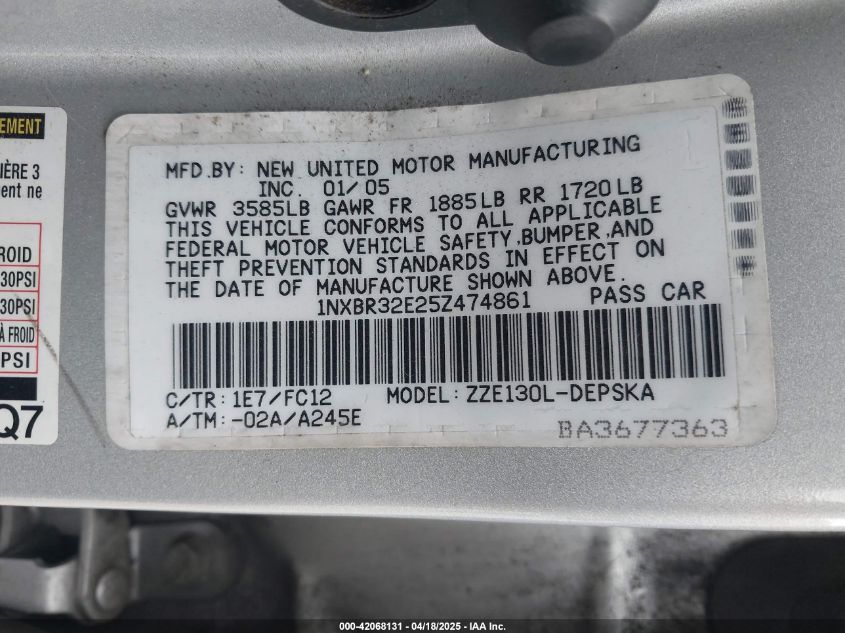 EMENT
IÈRE 3
ment ne
ROID
30PSI
30PSI
À FROID
PSI
Q7
MFD.BY: NEW UNITED MOTOR MANUFACTURING
INC. 01/05
GVWR 3585LB GAWR FR 1885LB RR 1720LB
THIS VEHICLE CONFORMS TO ALL APPLICABLE
FEDERAL MOTOR VEHICLE SAFETY,BUMPER,AND
THEFT PREVENTION STANDARDS IN EFFECT ON
THE DATE OF MANUFACTURE SHOWN ABOVE.
1NXBR32E25Z474861 PASS CAR
C/TR: 1E7/FC12 MODEL: ZZE130L-DEPSKA
A/TM:-02A/A245E
BA3677363
000-42068131 - 04/18/2025 - IAA Inc.